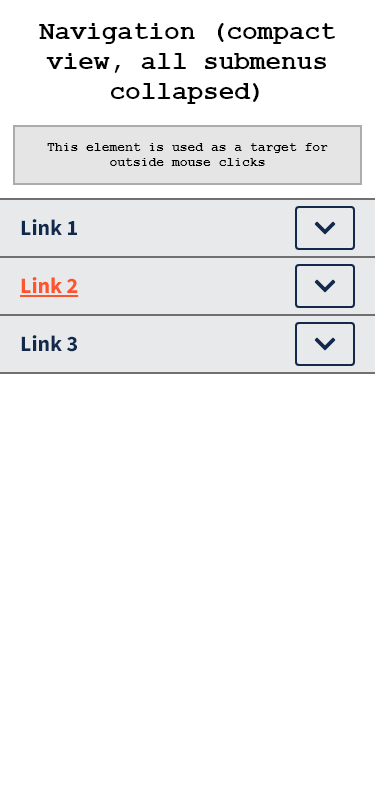 Navigation (compact
view, all submenus
collapsed)
This element is used as a target for
outside mouse clicks
Link 1
Link 2
Link 3